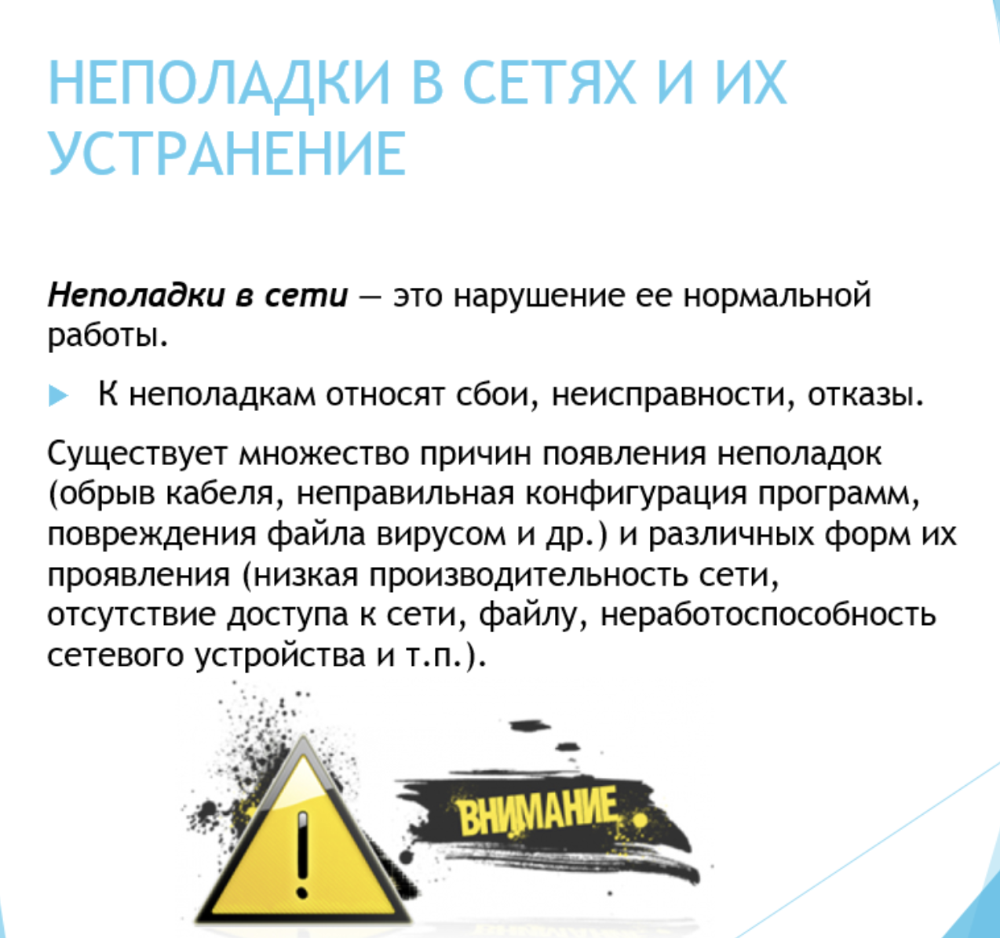 НЕПОЛАДКИ В СЕТЯХ И ИХ
УСТРАНЕНИЕ
Неполадки в сети — это нарушение ее нормальной
работы.
К неполадкам относят сбои, неисправности, отказы.
Существует множество причин появления неполадок
(обрыв кабеля, неправильная конфигурация программ,
повреждения файла вирусом и др.) и различных форм их
проявления (низкая производительность сети,
отсутствие доступа к сети, файлу, неработоспособность
сетевого устройства и т.п.).
!
ВНИМАНИЕ